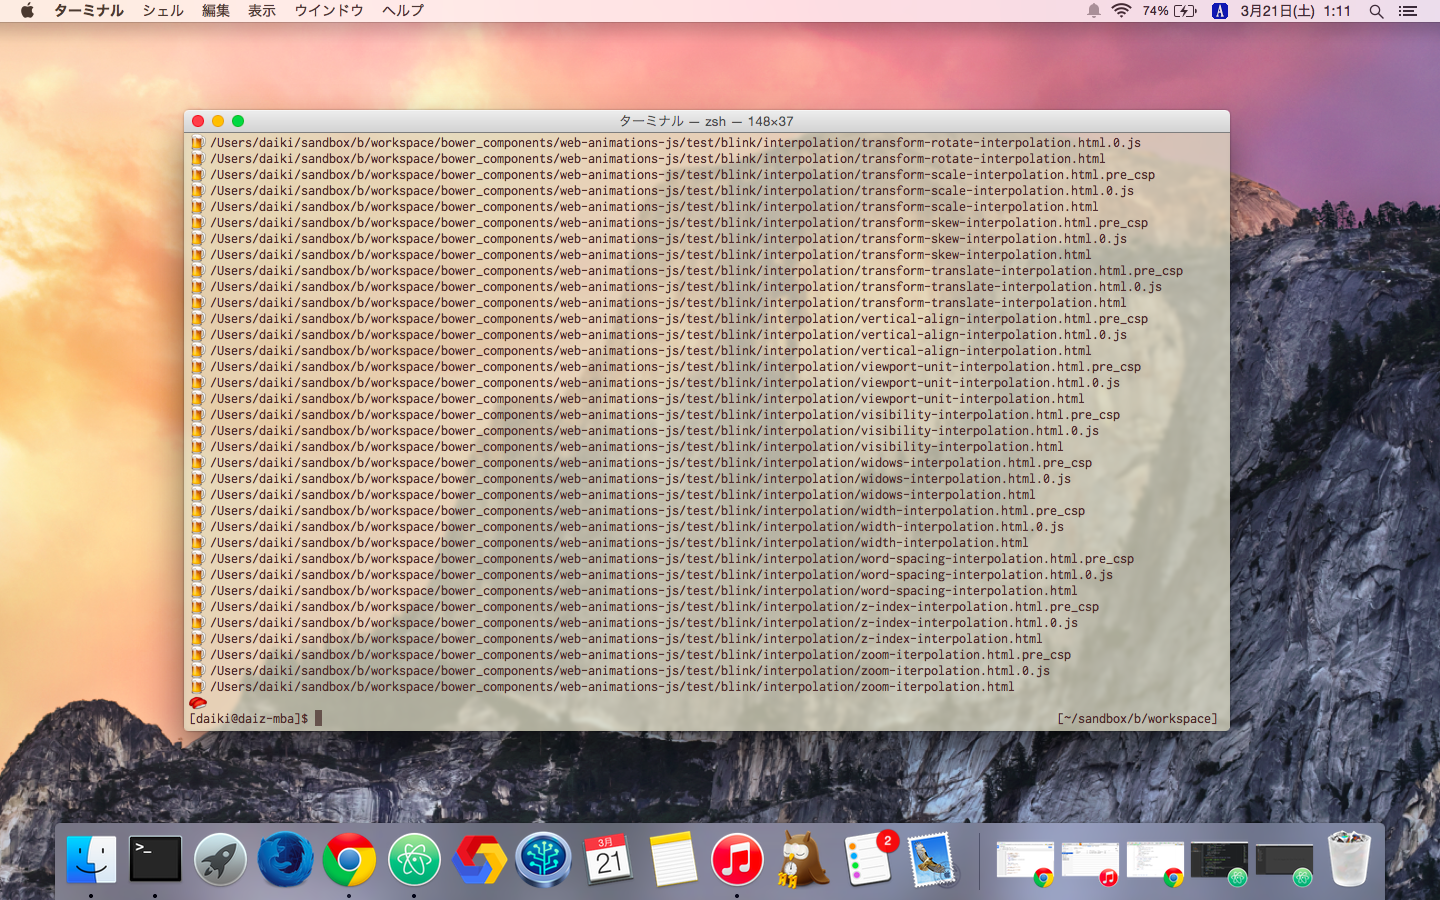 ターミナル シェル 編集 表示 ウインドウ ヘルプ 74% A 3月21日(土) 1:11
ターミナル — zsh — 148×37
/Users/daiki/sandbox/b/workspace/bower_components/web-animations-js/test/blink/interpolation/transform-rotate-interpolation.html.0.js
/Users/daiki/sandbox/b/workspace/bower_components/web-animations-js/test/blink/interpolation/transform-rotate-interpolation.html
/Users/daiki/sandbox/b/workspace/bower_components/web-animations-js/test/blink/interpolation/transform-scale-interpolation.html.pre_csp
/Users/daiki/sandbox/b/workspace/bower_components/web-animations-js/test/blink/interpolation/transform-scale-interpolation.html.0.js
/Users/daiki/sandbox/b/workspace/bower_components/web-animations-js/test/blink/interpolation/transform-scale-interpolation.html
/Users/daiki/sandbox/b/workspace/bower_components/web-animations-js/test/blink/interpolation/transform-skew-interpolation.html.pre_csp
/Users/daiki/sandbox/b/workspace/bower_components/web-animations-js/test/blink/interpolation/transform-skew-interpolation.html.0.js
/Users/daiki/sandbox/b/workspace/bower_components/web-animations-js/test/blink/interpolation/transform-skew-interpolation.html
/Users/daiki/sandbox/b/workspace/bower_components/web-animations-js/test/blink/interpolation/transform-translate-interpolation.html.pre_csp
/Users/daiki/sandbox/b/workspace/bower_components/web-animations-js/test/blink/interpolation/transform-translate-interpolation.html.0.js
/Users/daiki/sandbox/b/workspace/bower_components/web-animations-js/test/blink/interpolation/transform-translate-interpolation.html
/Users/daiki/sandbox/b/workspace/bower_components/web-animations-js/test/blink/interpolation/vertical-align-interpolation.html.pre_csp
/Users/daiki/sandbox/b/workspace/bower_components/web-animations-js/test/blink/interpolation/vertical-align-interpolation.html.0.js
/Users/daiki/sandbox/b/workspace/bower_components/web-animations-js/test/blink/interpolation/vertical-align-interpolation.html
/Users/daiki/sandbox/b/workspace/bower_components/web-animations-js/test/blink/interpolation/viewport-unit-interpolation.html.pre_csp
/Users/daiki/sandbox/b/workspace/bower_components/web-animations-js/test/blink/interpolation/viewport-unit-interpolation.html.0.js
/Users/daiki/sandbox/b/workspace/bower_components/web-animations-js/test/blink/interpolation/viewport-unit-interpolation.html
/Users/daiki/sandbox/b/workspace/bower_components/web-animations-js/test/blink/interpolation/visibility-interpolation.html.pre_csp
/Users/daiki/sandbox/b/workspace/bower_components/web-animations-js/test/blink/interpolation/visibility-interpolation.html.0.js
/Users/daiki/sandbox/b/workspace/bower_components/web-animations-js/test/blink/interpolation/visibility-interpolation.html
/Users/daiki/sandbox/b/workspace/bower_components/web-animations-js/test/blink/interpolation/widows-interpolation.html.pre_csp
/Users/daiki/sandbox/b/workspace/bower_components/web-animations-js/test/blink/interpolation/widows-interpolation.html.0.js
/Users/daiki/sandbox/b/workspace/bower_components/web-animations-js/test/blink/interpolation/widows-interpolation.html
/Users/daiki/sandbox/b/workspace/bower_components/web-animations-js/test/blink/interpolation/width-interpolation.html.pre_csp
/Users/daiki/sandbox/b/workspace/bower_components/web-animations-js/test/blink/interpolation/width-interpolation.html.0.js
/Users/daiki/sandbox/b/workspace/bower_components/web-animations-js/test/blink/interpolation/width-interpolation.html
/Users/daiki/sandbox/b/workspace/bower_components/web-animations-js/test/blink/interpolation/word-spacing-interpolation.html.pre_csp
/Users/daiki/sandbox/b/workspace/bower_components/web-animations-js/test/blink/interpolation/word-spacing-interpolation.html.0.js
/Users/daiki/sandbox/b/workspace/bower_components/web-animations-js/test/blink/interpolation/word-spacing-interpolation.html
/Users/daiki/sandbox/b/workspace/bower_components/web-animations-js/test/blink/interpolation/z-index-interpolation.html.pre_csp
/Users/daiki/sandbox/b/workspace/bower_components/web-animations-js/test/blink/interpolation/z-index-interpolation.html.0.js
/Users/daiki/sandbox/b/workspace/bower_components/web-animations-js/test/blink/interpolation/z-index-interpolation.html
/Users/daiki/sandbox/b/workspace/bower_components/web-animations-js/test/blink/interpolation/zoom-iterpolation.html.pre_csp
/Users/daiki/sandbox/b/workspace/bower_components/web-animations-js/test/blink/interpolation/zoom-iterpolation.html.0.js
/Users/daiki/sandbox/b/workspace/bower_components/web-animations-js/test/blink/interpolation/zoom-iterpolation.html
[daiki@daiz-mba]$ [~/sandbox/b/workspace]
>_ 3月 21 2